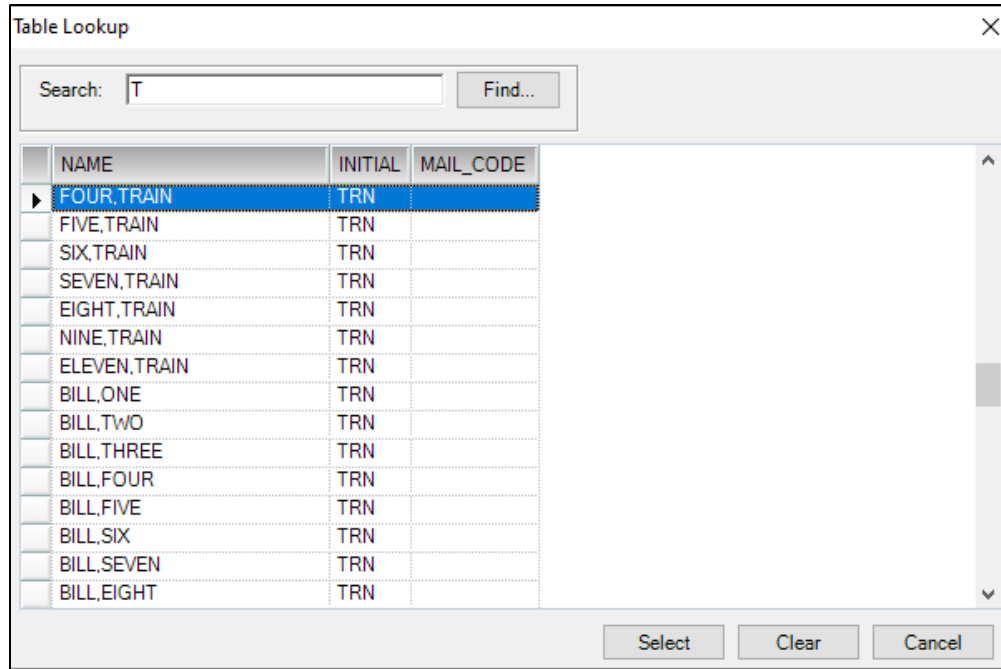 Table Lookup
Search: T Find...
NAME INITIAL MAIL_CODE
FOUR,TRAIN TRN
FIVE,TRAIN TRN
SIX,TRAIN TRN
SEVEN,TRAIN TRN
EIGHT,TRAIN TRN
NINE,TRAIN TRN
ELEVEN,TRAIN TRN
BILL,ONE TRN
BILL,TWO TRN
BILL,THREE TRN
BILL,FOUR TRN
BILL,FIVE TRN
BILL,SIX TRN
BILL,SEVEN TRN
BILL,EIGHT TRN
Select Clear Cancel